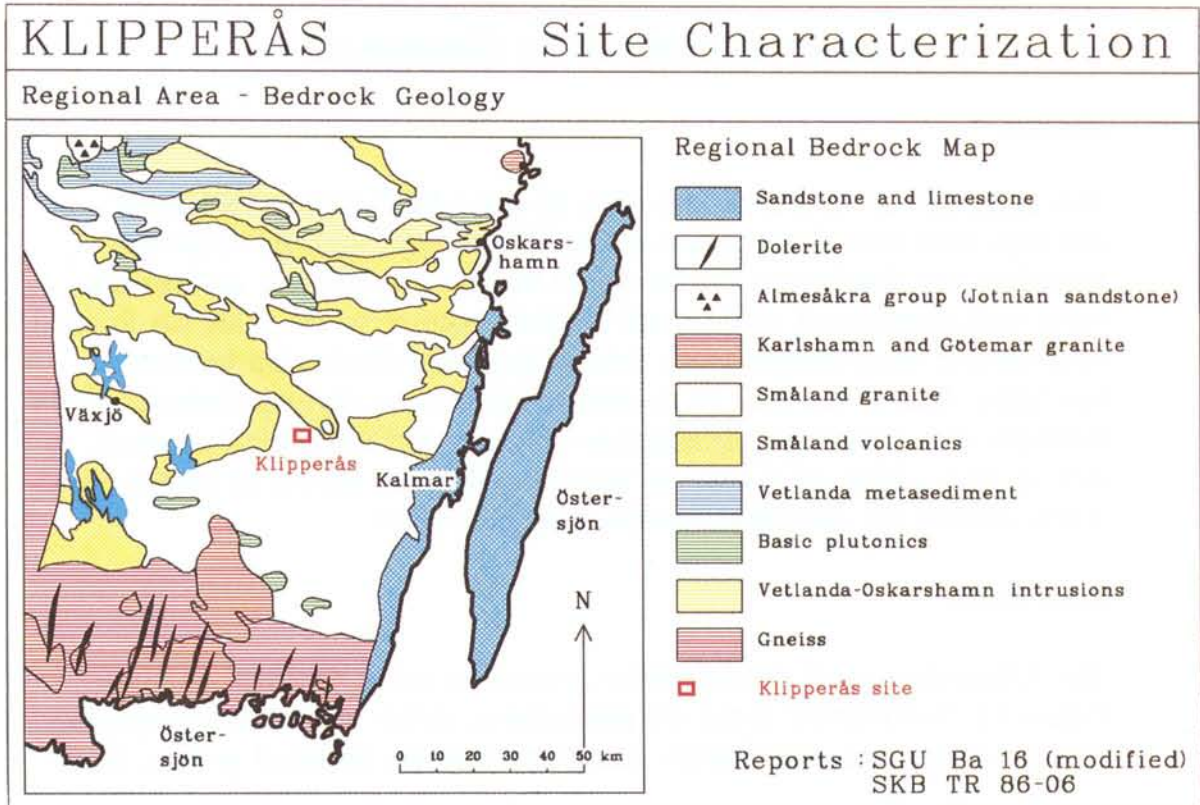 KLIPPERÅS Site Characterization
Regional Area - Bedrock Geology
Oskars-
hamn
Växjö
Klipperås
Kalmar
Öster-
sjön
N
Öster-
sjön
0 10 20 30 40 50 km
Regional Bedrock Map
Sandstone and limestone
Dolerite
Almesåkra group (Jotnian sandstone)
Karlshamn and Götemar granite
Småland granite
Småland volcanics
Vetlanda metasediment
Basic plutonics
Vetlanda-Oskarshamn intrusions
Gneiss
Klipperås site
Reports : SGU Ba 16 (modified)
SKB TR 86-06